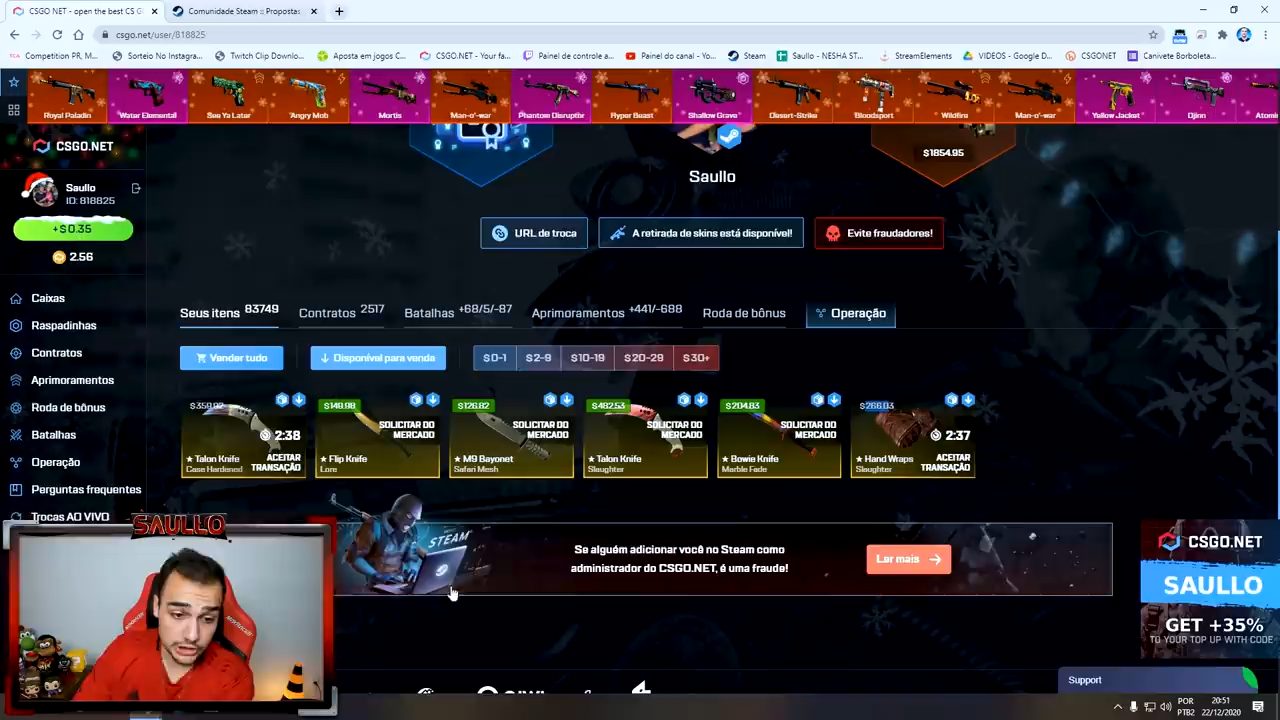 CSGO NET - open the best CS G
Comunidade Steam :: Proposta
csgo.net/user/818825
Competition PR, M...
Sorteio No Instagra...
Twitch Clip Downlo...
Aposta em jogos C...
CSGO.NET - Your fa...
Painel de controle a...
Painel do canal - Yo...
Steam
Saullo - NESHA ST...
StreamElements
VIDEOS - Google D...
CSGONET
Canivete Borboleta...
Royal Paladin
Water Elemental
See Ya Later
Angry Mob
Mortis
Man-o'-war
Phantom Disruptor
Hyper Beast
Shallow Grave
Desert-Strike
Bloodsport
Wildfire
Man-o'-war
Yellow Jacket
Djinn
Atomi
CSGO.NET
$1854.95
Saullo
Saullo
ID: 818825
+$ 0.35
2.56
URL de troca
A retirada de skins está disponível!
Evite fraudadores!
Caixas
Raspadinhas
Contratos
Aprimoramentos
Roda de bônus
Batalhas
Operação
Perguntas frequentes
Trocas AO VIVO
Seus itens 83749
Contratos 2517
Batalhas +68/5/-87
Aprimoramentos +441/-688
Roda de bônus
Operação
Vender tudo
Disponível para venda
$0-1
$2-9
$10-19
$20-29
$30+
2:38
ACEITAR
TRANSAÇÃO
★ Talon Knife
Case Hardened
$149.98
SOLICITAR DO
MERCADO
★ Flip Knife
Lore
$126.82
SOLICITAR DO
MERCADO
★ M9 Bayonet
Safari Mesh
$482.53
SOLICITAR DO
MERCADO
★ Talon Knife
Slaughter
$204.83
SOLICITAR DO
MERCADO
★ Bowie Knife
Marble Fade
$266.03
2:37
ACEITAR
TRANSAÇÃO
★ Hand Wraps
Slaughter
STEAM
Se alguém adicionar você no Steam como
administrador do CSGO.NET, é uma fraude!
Ler mais
CSGO.NET
SAULLO
GET +35%
TO YOUR TOP UP WITH CODE
SAULLO
Support
POR
PTB2
20:51
22/12/2020